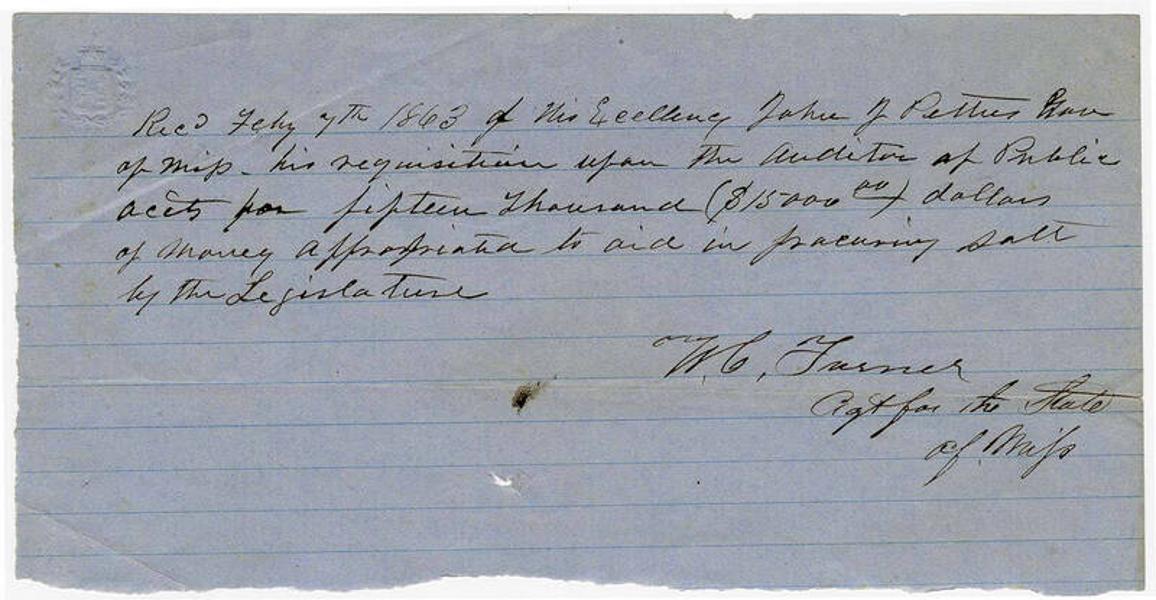 Recd Feby 7th 1863 of His Excellency John J Pettus Gov
of Miss. his requisition upon the Auditor of Public
accts for fifteen Thousand ($15000 00) dollars
of money appropriated to aid in procuring salt
by the Legislature
W. C. Turner
Agt for the State
of Miss